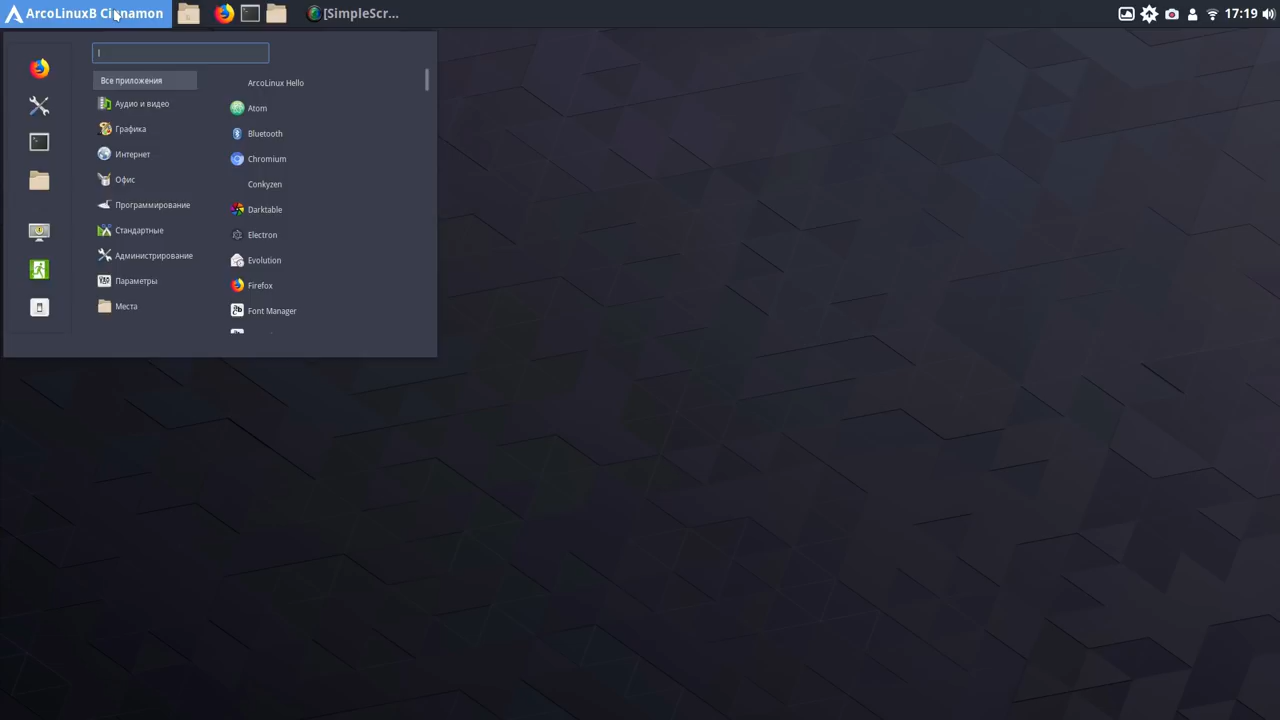 ArcoLinuxB Cinnamon
[SimpleScr...
17:19
Все приложения
Аудио и видео
Графика
Интернет
Офис
Программирование
Стандартные
Администрирование
Параметры
Места
ArcoLinux Hello
Atom
Bluetooth
Chromium
Conkyzen
Darktable
Electron
Evolution
Firefox
Font Manager